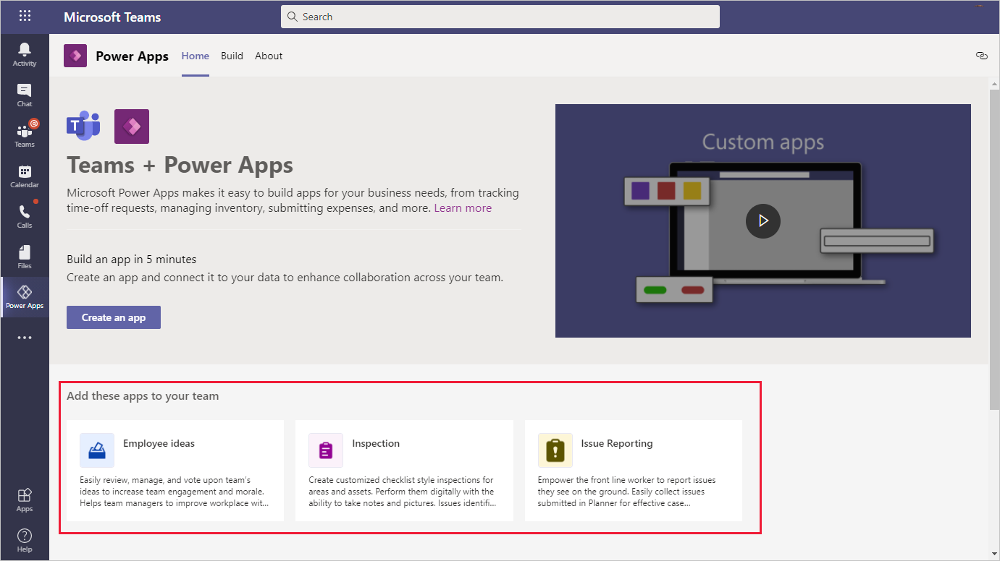 Microsoft Teams
Search
Activity
Chat
@
Teams
Calendar
Calls
Files
Power Apps
Apps
Help
Power Apps
Home
Build
About
T
Teams + Power Apps
Microsoft Power Apps makes it easy to build apps for your business needs, from tracking
time-off requests, managing inventory, submitting expenses, and more. Learn more
Build an app in 5 minutes
Create an app and connect it to your data to enhance collaboration across your team.
Create an app
Custom apps
Add these apps to your team
Employee ideas
Easily review, manage, and vote upon team's
ideas to increase team engagement and morale.
Helps team managers to improve workplace wit...
Inspection
Create customized checklist style inspections for
areas and assets. Perform them digitally with the
ability to take notes and pictures. Issues identifi...
Issue Reporting
Empower the front line worker to report issues
they see on the ground. Easily collect issues
submitted in Planner for effective case...